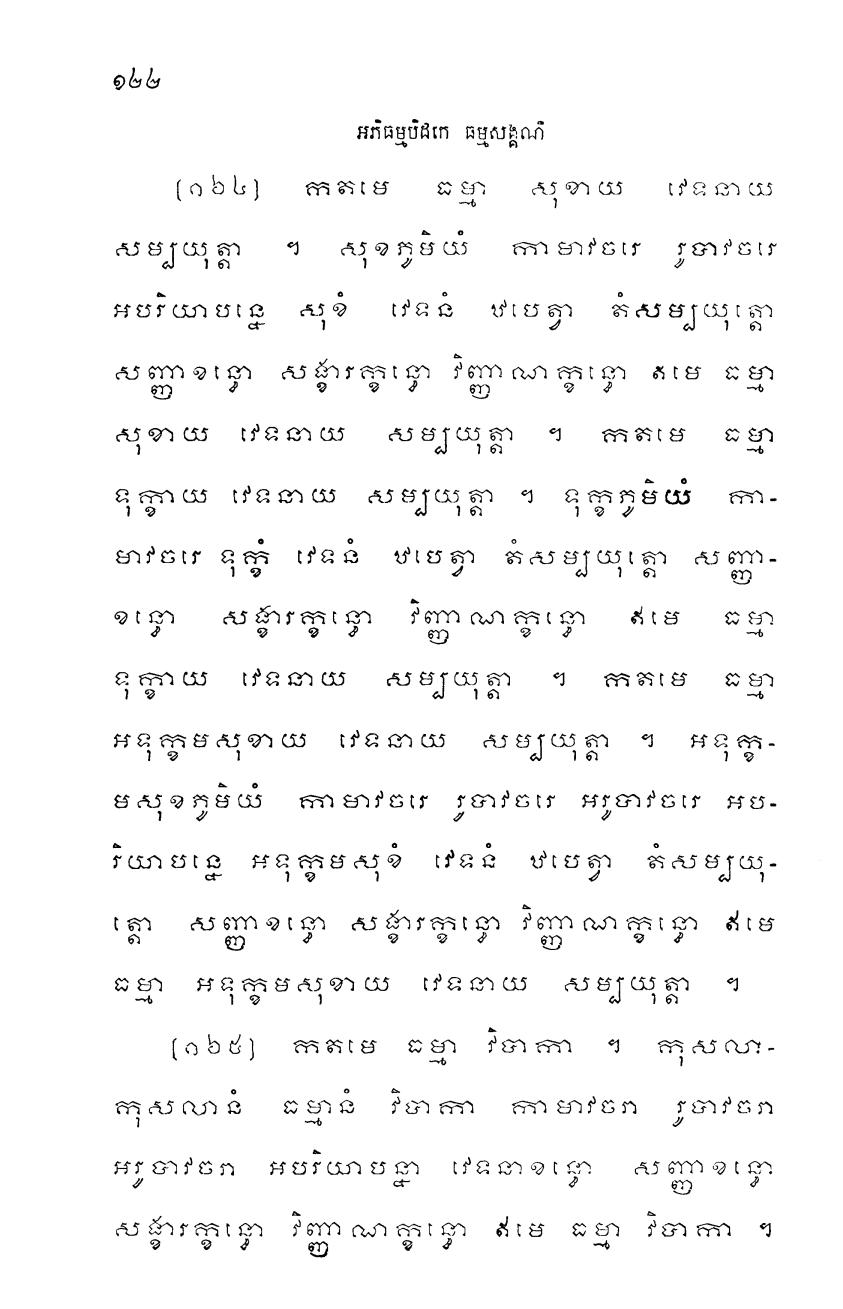 ១២២
អភិធម្មបិដកេ ធម្មសង្គណី
[១៦៤] កតមេ ធម្មា សុខាយ វេទនាយ
សម្បយុត្តា ។ សុខភូមិយំ កាមាវចរេ រូបាវចរេ
អបរិយាបន្នេ សុខំ វេទនំ ឋបេត្វា តំសម្បយុត្តោ
សញ្ញាខន្ធោ សង្ខារក្ខន្ធោ វិញ្ញាណក្ខន្ធោ ឥមេ ធម្មា
សុខាយ វេទនាយ សម្បយុត្តា ។ កតមេ ធម្មា
ទុក្ខាយ វេទនាយ សម្បយុត្តា ។ ទុក្ខភូមិយំ កា-
មាវចរេ ទុក្ខំ វេទនំ ឋបេត្វា តំសម្បយុត្តោ សញ្ញា-
ខន្ធោ សង្ខារក្ខន្ធោ វិញ្ញាណក្ខន្ធោ ឥមេ ធម្មា
ទុក្ខាយ វេទនាយ សម្បយុត្តា ។ កតមេ ធម្មា
អទុក្ខមសុខាយ វេទនាយ សម្បយុត្តា ។ អទុក្ខ-
មសុខភូមិយំ កាមាវចរេ រូបាវចរេ អរូបាវចរេ អប-
រិយាបន្នេ អទុក្ខមសុខំ វេទនំ ឋបេត្វា តំសម្បយុ-
ត្តោ សញ្ញាខន្ធោ សង្ខារក្ខន្ធោ វិញ្ញាណក្ខន្ធោ ឥមេ
ធម្មា អទុក្ខមសុខាយ វេទនាយ សម្បយុត្តា ។
[១៦៥] កតមេ ធម្មា វិបាកា ។ កុសលា-
កុសលានំ ធម្មានំ វិបាកា កាមាវចរា រូបាវចរា
អរូបាវចរា អបរិយាបន្នា វេទនាខន្ធោ សញ្ញាខន្ធោ
សង្ខារក្ខន្ធោ វិញ្ញាណក្ខន្ធោ ឥមេ ធម្មា វិបាកា ។